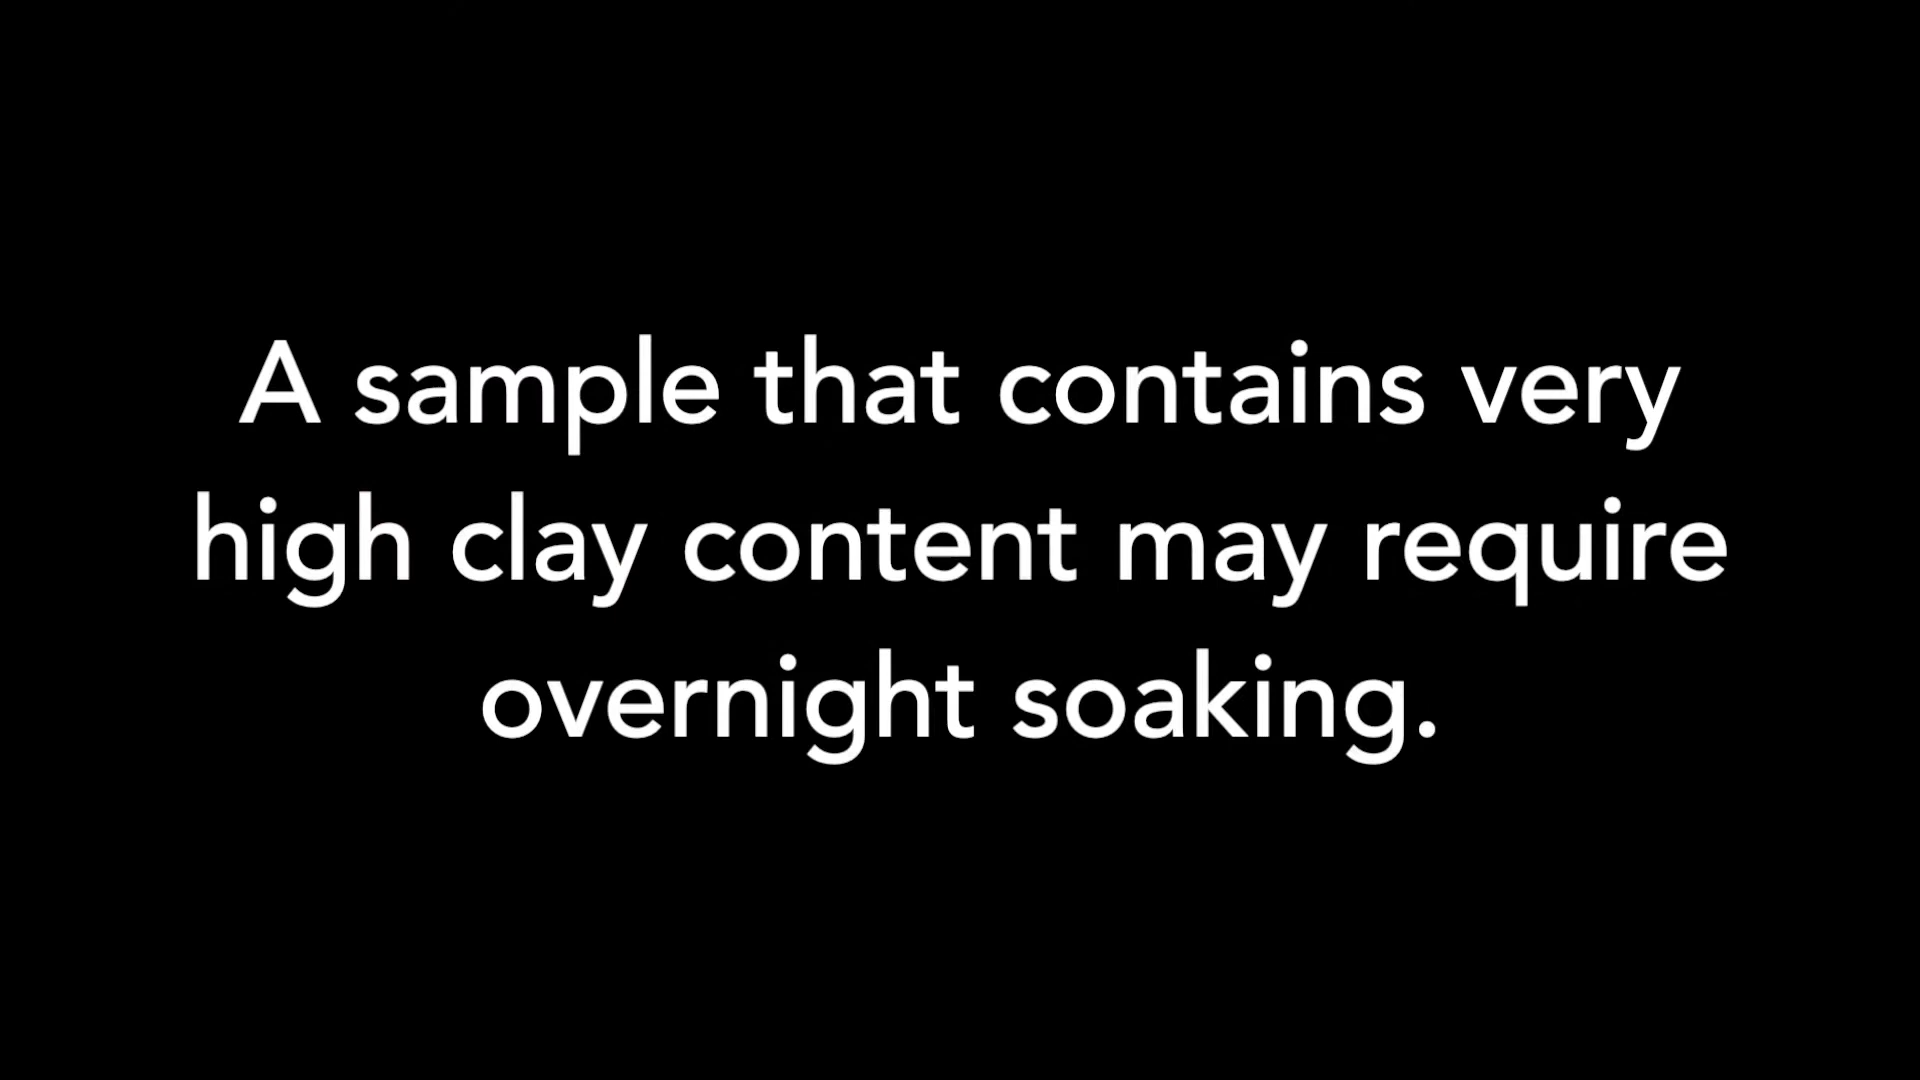 A sample that contains very
high clay content may require
overnight soaking.